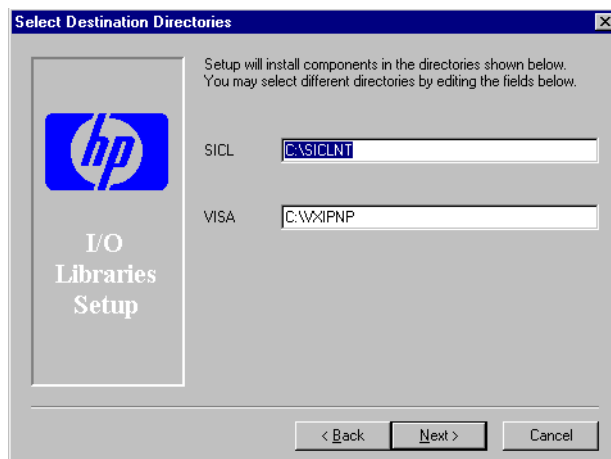 Select Destination Directories
Setup will install components in the directories shown below.
You may select different directories by editing the fields below.
hp
SICL C:\SICLNT
VISA C:\VXIPNP
I/O
Libraries
Setup
< Back Next > Cancel